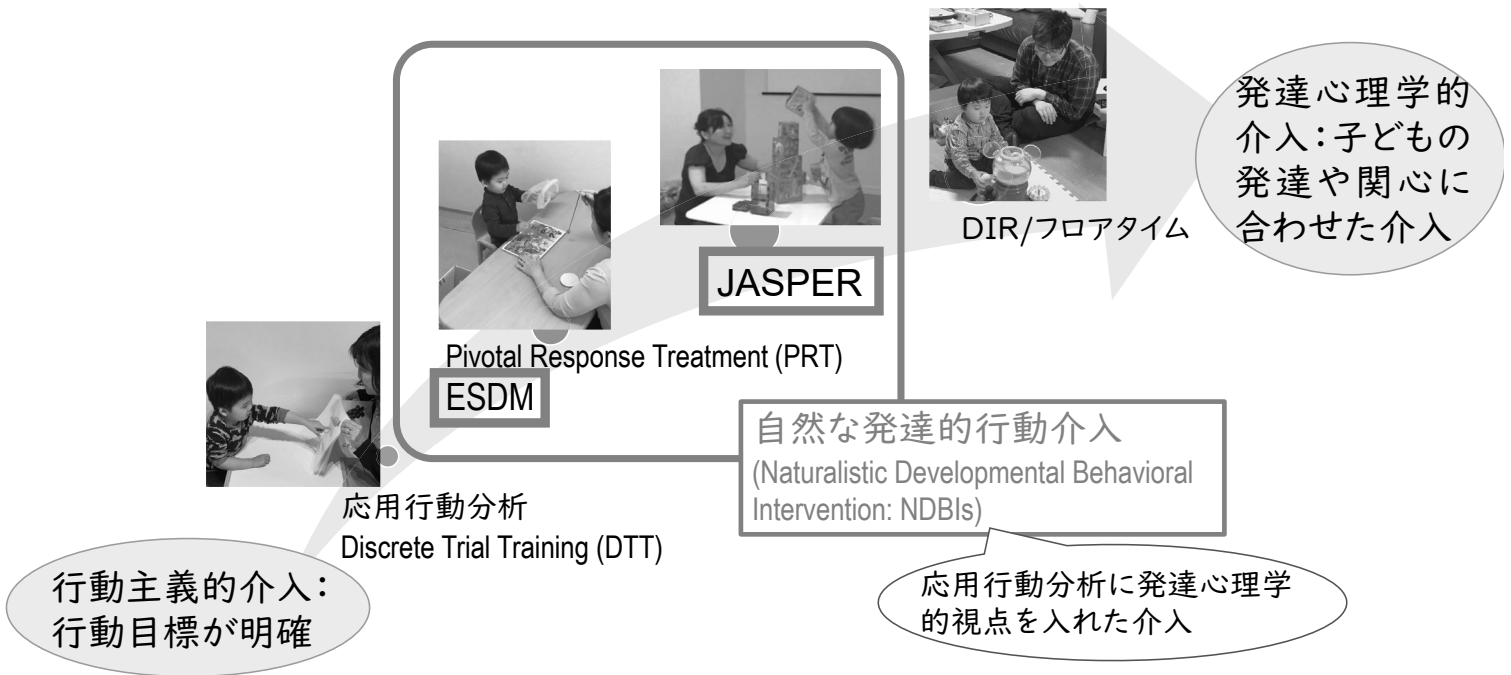 発達心理学的
介入：子どもの
発達や関心に
合わせた介入
DIR/フロアタイム
JASPER
Pivotal Response Treatment (PRT)
ESDM
自然な発達的行動介入
(Naturalistic Developmental Behavioral
Intervention: NDBIs)
応用行動分析
Discrete Trial Training (DTT)
行動主義的介入：
行動目標が明確
応用行動分析に発達心理学
的視点を入れた介入